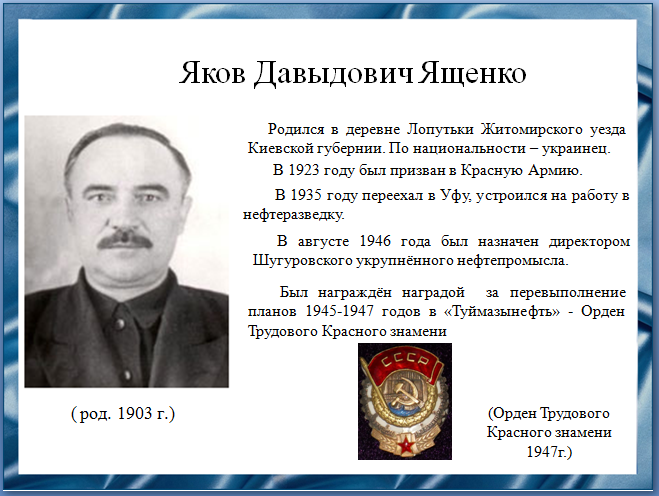 Яков Давыдович Ященко
Родился в деревне Лопутьки Житомирского уезда
Киевской губернии. По национальности – украинец.
В 1923 году был призван в Красную Армию.
В 1935 году переехал в Уфу, устроился на работу в
нефтеразведку.
В августе 1946 года был назначен директором
Шугуровского укрупнённого нефтепромысла.
Был награждён наградой за перевыполнение
планов 1945-1947 годов в «Туймазынефть» - Орден
Трудового Красного знамени
( род. 1903 г.)
СССР
(Орден Трудового
Красного знамени
1947г.)